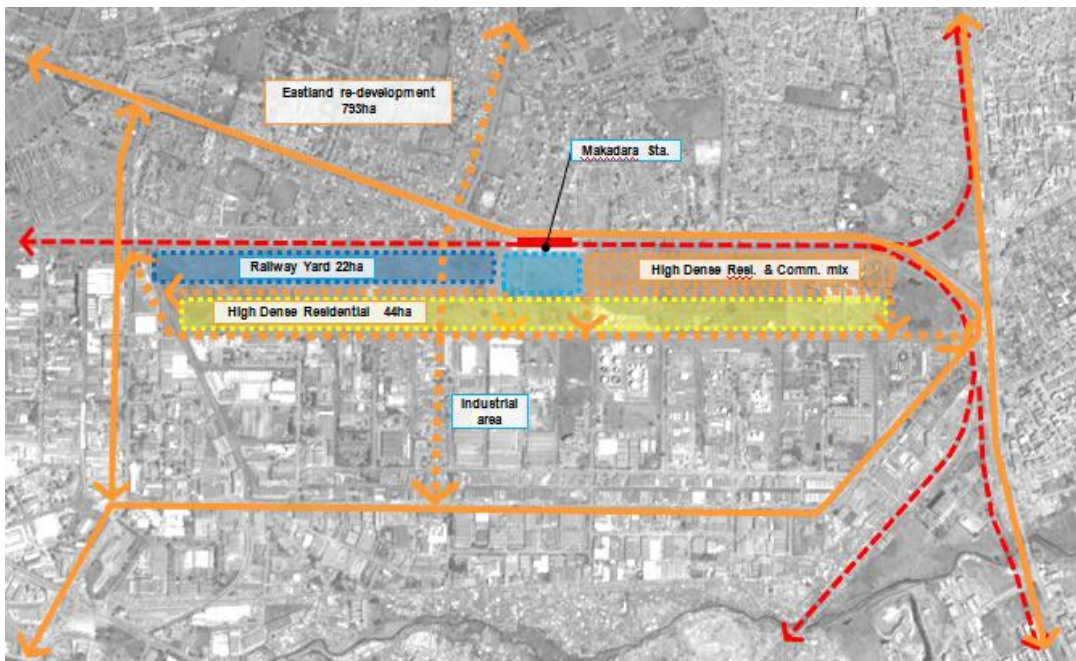 Eastland re-development
793ha
Makadara Sta.
Railway Yard 22ha
High Dense Resi. & Comm. mix
High Dense Residential 44ha
Industrial
area